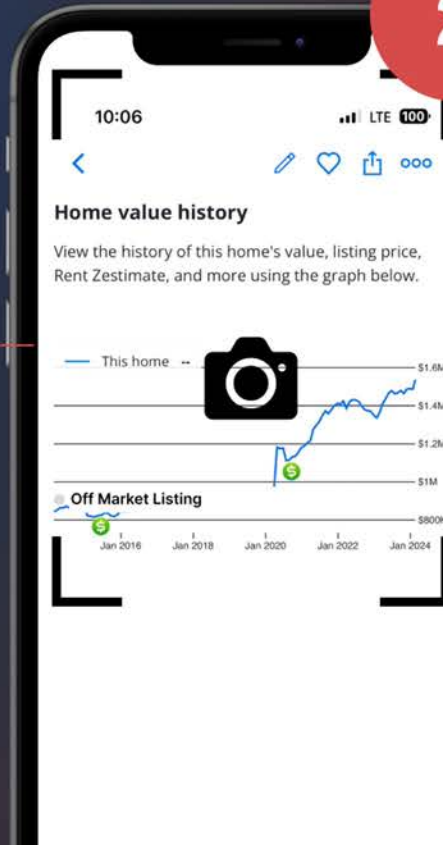 10:06
LTE 100
Home value history
View the history of this home's value, listing price,
Rent Zestimate, and more using the graph below.
This home --
$1.6M
$1.4M
$1.2M
$1M
Off Market Listing
$
$
$800K
Jan 2016 Jan 2018 Jan 2020 Jan 2022 Jan 2024